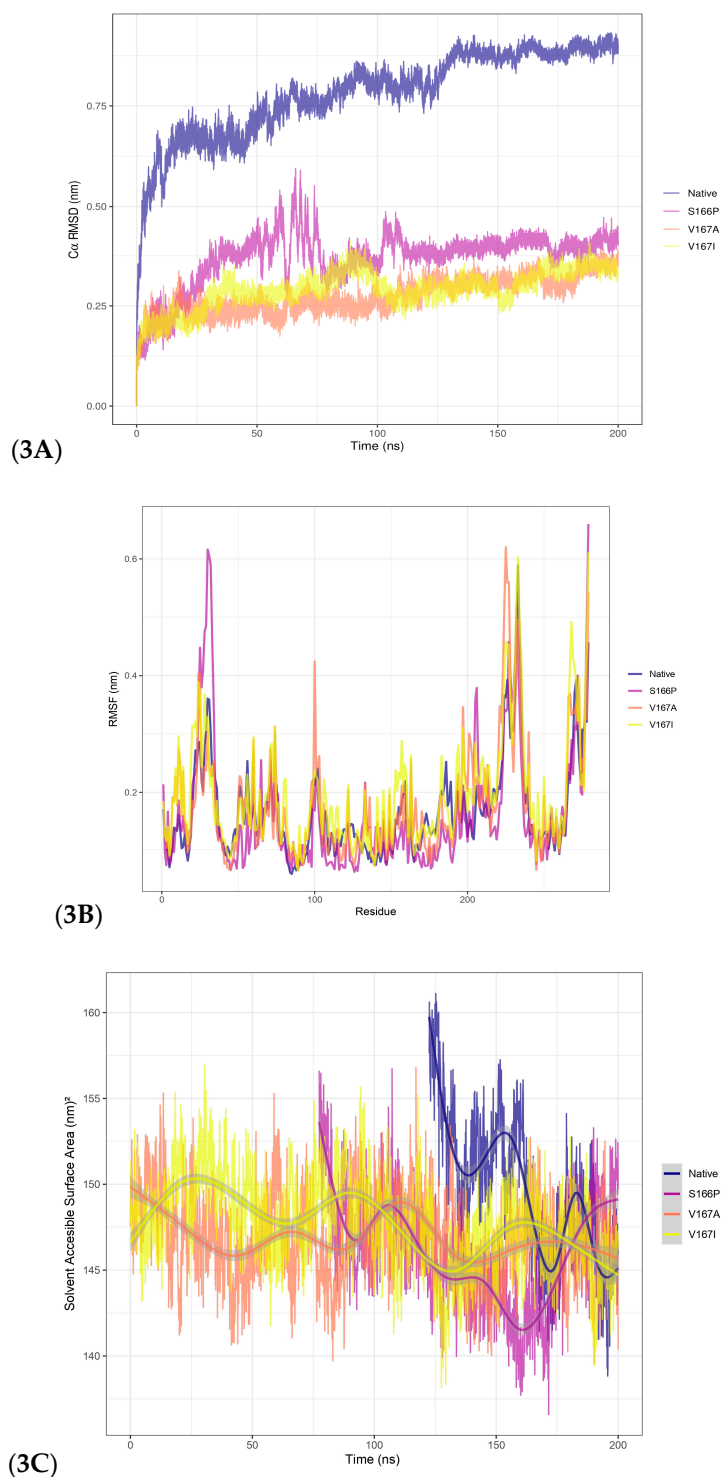 0.75
0.50
0.25
0.00
Cα RMSD (nm)
0
50
100
150
200
Time (ns)
Native
S166P
V167A
V167I
(3A)
0.6
0.4
0.2
RMSF (nm)
0
100
200
Residue
Native
S166P
V167A
V167I
(3B)
160
155
150
145
140
Solvent Accesible Surface Area (nm)²
0
50
100
150
200
Time (ns)
Native
S166P
V167A
V167I
(3C)